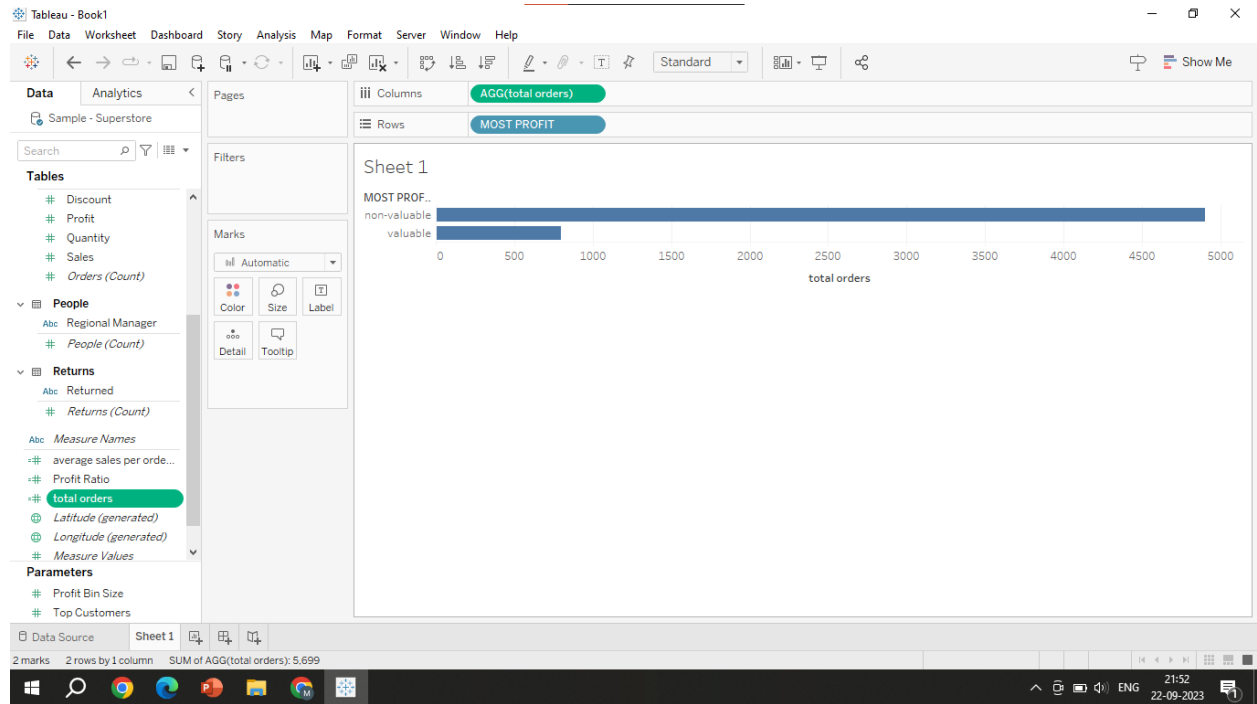 Tableau - Book1
File Data Worksheet Dashboard Story Analysis Map Format Server Window Help
Standard
Show Me
Data Analytics
Sample - Superstore
Search
Tables
Discount
Profit
Quantity
Sales
Orders (Count)
People
Abc Regional Manager
People (Count)
Returns
Abc Returned
Returns (Count)
Abc Measure Names
average sales per orde...
Profit Ratio
total orders
Latitude (generated)
Longitude (generated)
Measure Values
Parameters
Profit Bin Size
Top Customers
Pages
Filters
Marks
Automatic
Color Size Label
Detail Tooltip
Columns AGG(total orders)
Rows MOST PROFIT
Sheet 1
MOST PROF..
non-valuable
valuable
0 500 1000 1500 2000 2500 3000 3500 4000 4500 5000
total orders
Data Source Sheet 1
2 marks 2 rows by 1 column SUM of AGG(total orders): 5,699
ENG
21:52
22-09-2023
1